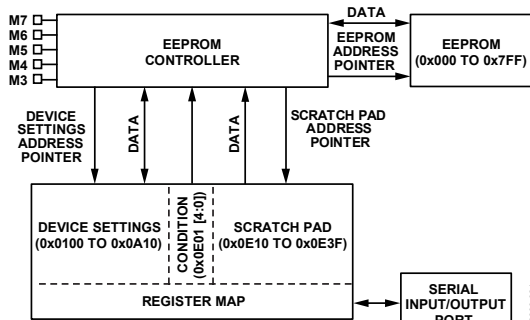 M7
M6
M5
M4
M3
EEPROM
CONTROLLER
DATA
EEPROM
ADDRESS
POINTER
EEPROM
(0x000 TO 0x7FF)
DEVICE
SETTINGS
ADDRESS
POINTER
DATA
DATA
SCRATCH PAD
ADDRESS
POINTER
DEVICE SETTINGS
(0x0100 TO 0x0A10)
CONDITION
(0x0E01 [4:0])
SCRATCH PAD
(0x0E10 TO 0x0E3F)
REGISTER MAP
SERIAL
INPUT/OUTPUT
PORT